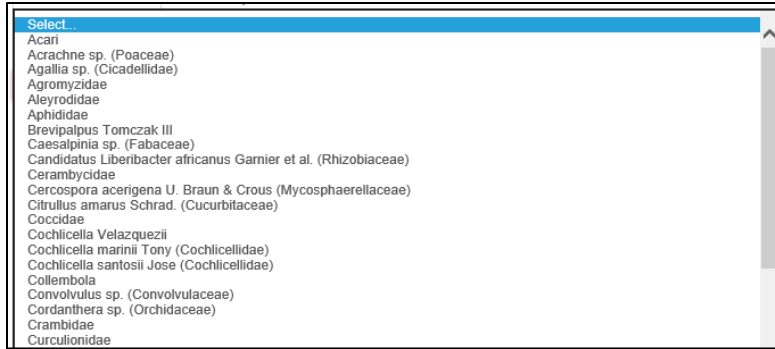 Select...
Acari
Acrachne sp. (Poaceae)
Agallia sp. (Cicadellidae)
Agromyzidae
Aleyrodidae
Aphididae
Brevipalpus Tomczak III
Caesalpinia sp. (Fabaceae)
Candidatus Liberibacter africanus Garnier et al. (Rhizobiaceae)
Cerambycidae
Cercospora acerigena U. Braun & Crous (Mycosphaerellaceae)
Citrullus amarus Schrad. (Cucurbitaceae)
Coccidae
Cochlicella Velazquezii
Cochlicella marinii Tony (Cochlicellidae)
Cochlicella santosii Jose (Cochlicellidae)
Collembola
Convolvulus sp. (Convolvulaceae)
Cordanthera sp. (Orchidaceae)
Crambidae
Curculionidae